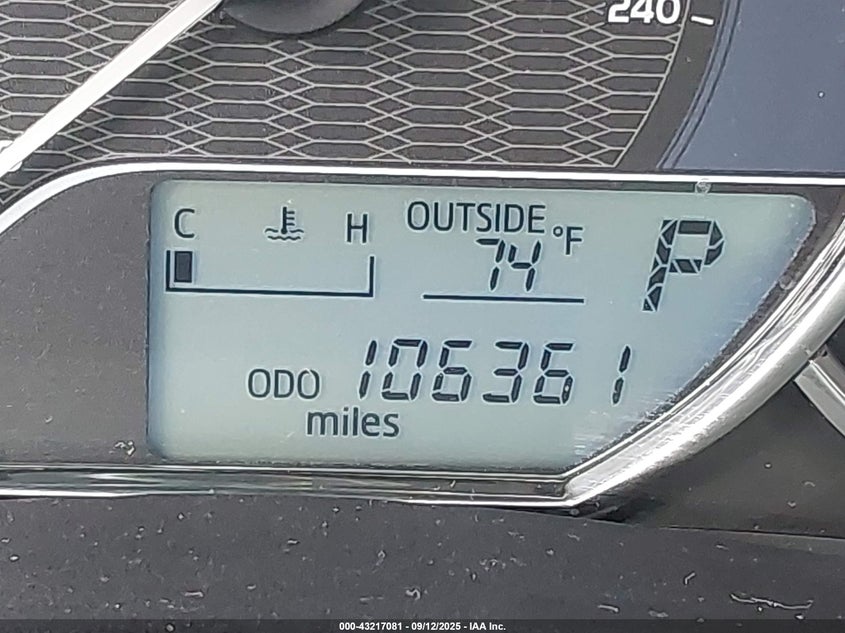 240
C H OUTSIDE °F P
74
ODO 106361
miles
000-43217081 - 09/12/2025 - IAA Inc.